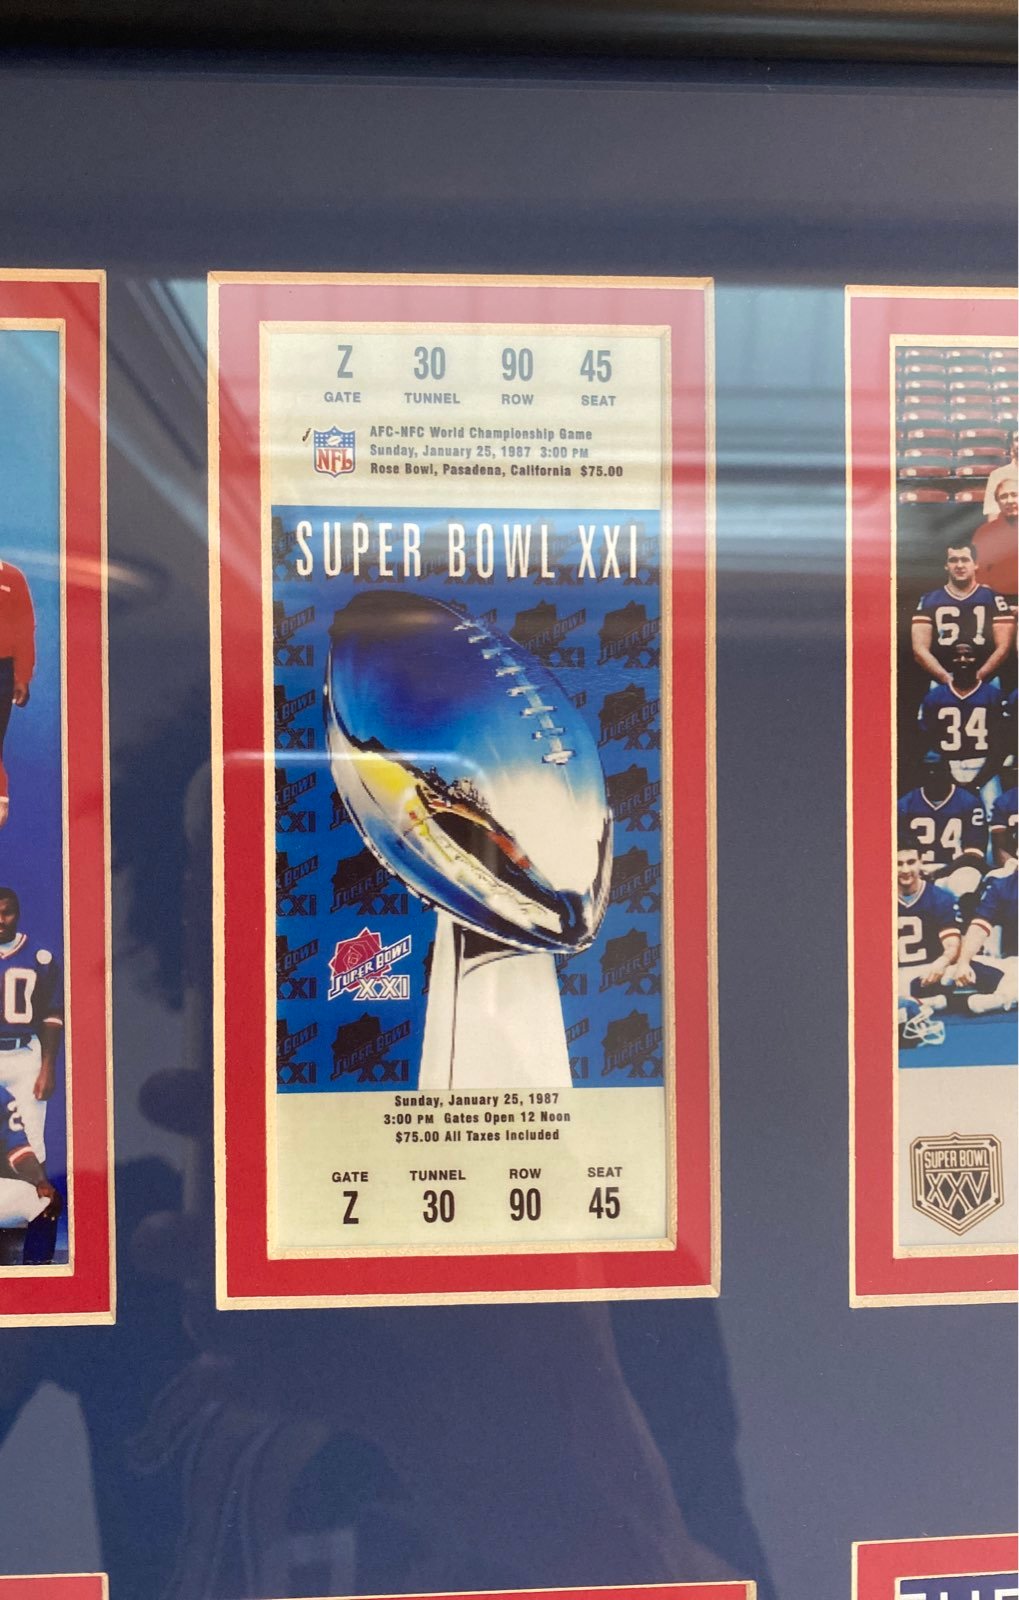 Z 30 90 45
GATE TUNNEL ROW SEAT
NFL
AFC-NFC World Championship Game
Sunday, January 25, 1987 3:00 PM
Rose Bowl, Pasadena, California $75.00
SUPER BOWL XXI
SUPER BOWL
XXI
Sunday, January 25, 1987
3:00 PM Gates Open 12 Noon
$75.00 All Taxes Included
GATE TUNNEL ROW SEAT
Z 30 90 45
61
34
34
2
SUPER BOWL
XXV